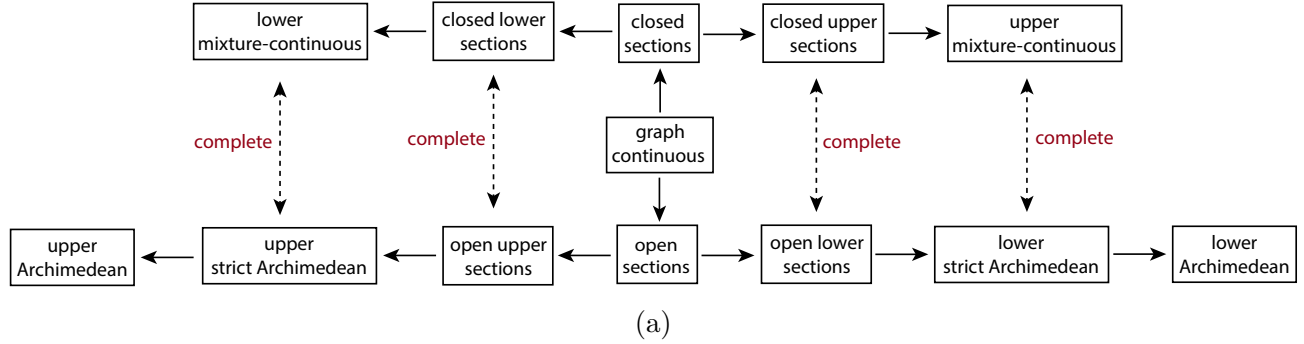 lower
mixture-continuous
closed lower
sections
closed
sections
closed upper
sections
upper
mixture-continuous
complete
complete
graph
continuous
complete
complete
upper
Archimedean
upper
strict Archimedean
open upper
sections
open
sections
open lower
sections
lower
strict Archimedean
lower
Archimedean
(a)